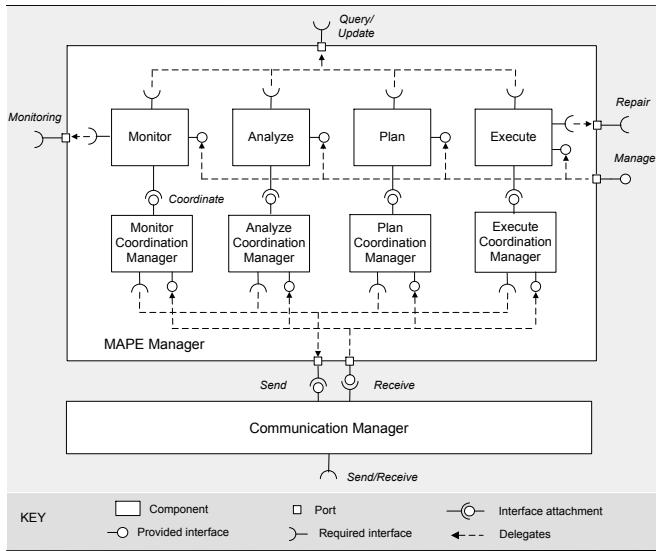 Query/
Update
Monitoring
Monitor
Analyze
Plan
Execute
Repair
Manage
Coordinate
Monitor
Coordination
Manager
Analyze
Coordination
Manager
Plan
Coordination
Manager
Execute
Coordination
Manager
MAPE Manager
Send
Receive
Communication Manager
Send/Receive
KEY
Component
Port
Interface attachment
Provided interface
Required interface
Delegates